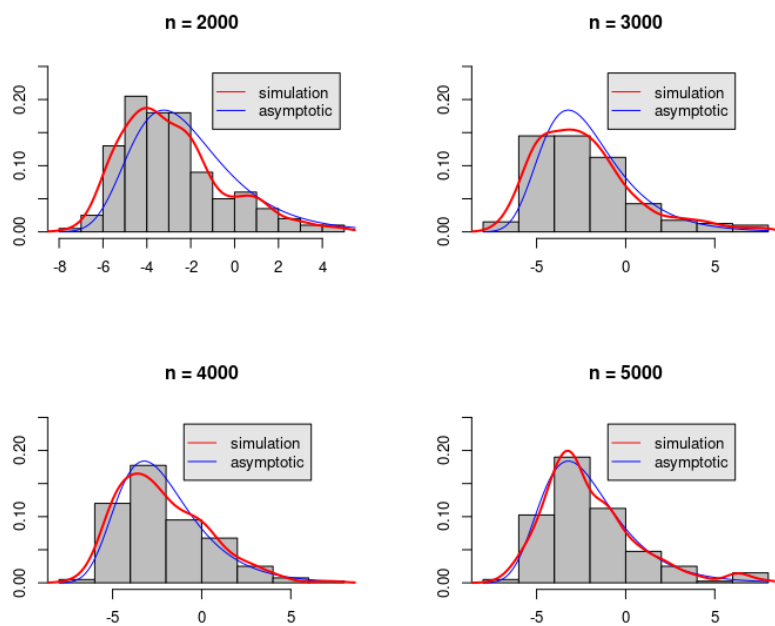 n = 2000
simulation
asymptotic
0.00 0.10 0.20
-8 -6 -4 -2 0 2 4
n = 3000
simulation
asymptotic
0.00 0.10 0.20
-5 0 5
n = 4000
simulation
asymptotic
0.00 0.10 0.20
-5 0 5
n = 5000
simulation
asymptotic
0.00 0.10 0.20
-5 0 5